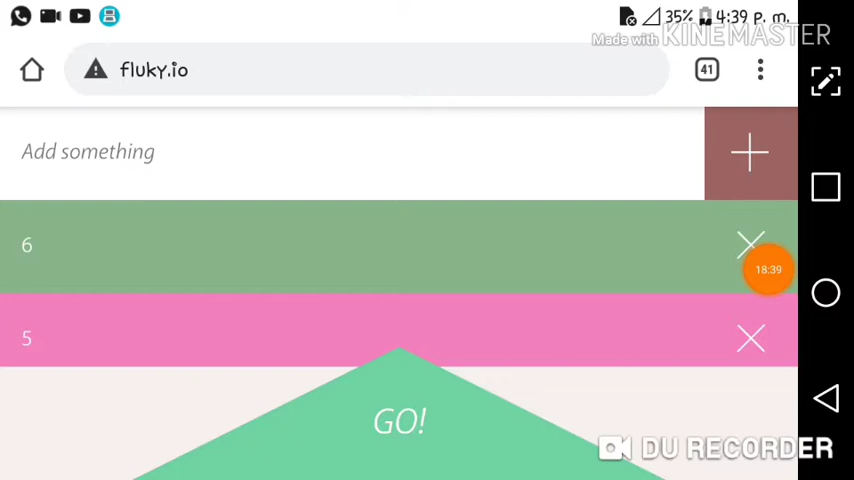 35% 4:39 p. m.
Made with KINEMASTER
fluky.io
41
Add something
6
18:39
5
GO!
DU RECORDER